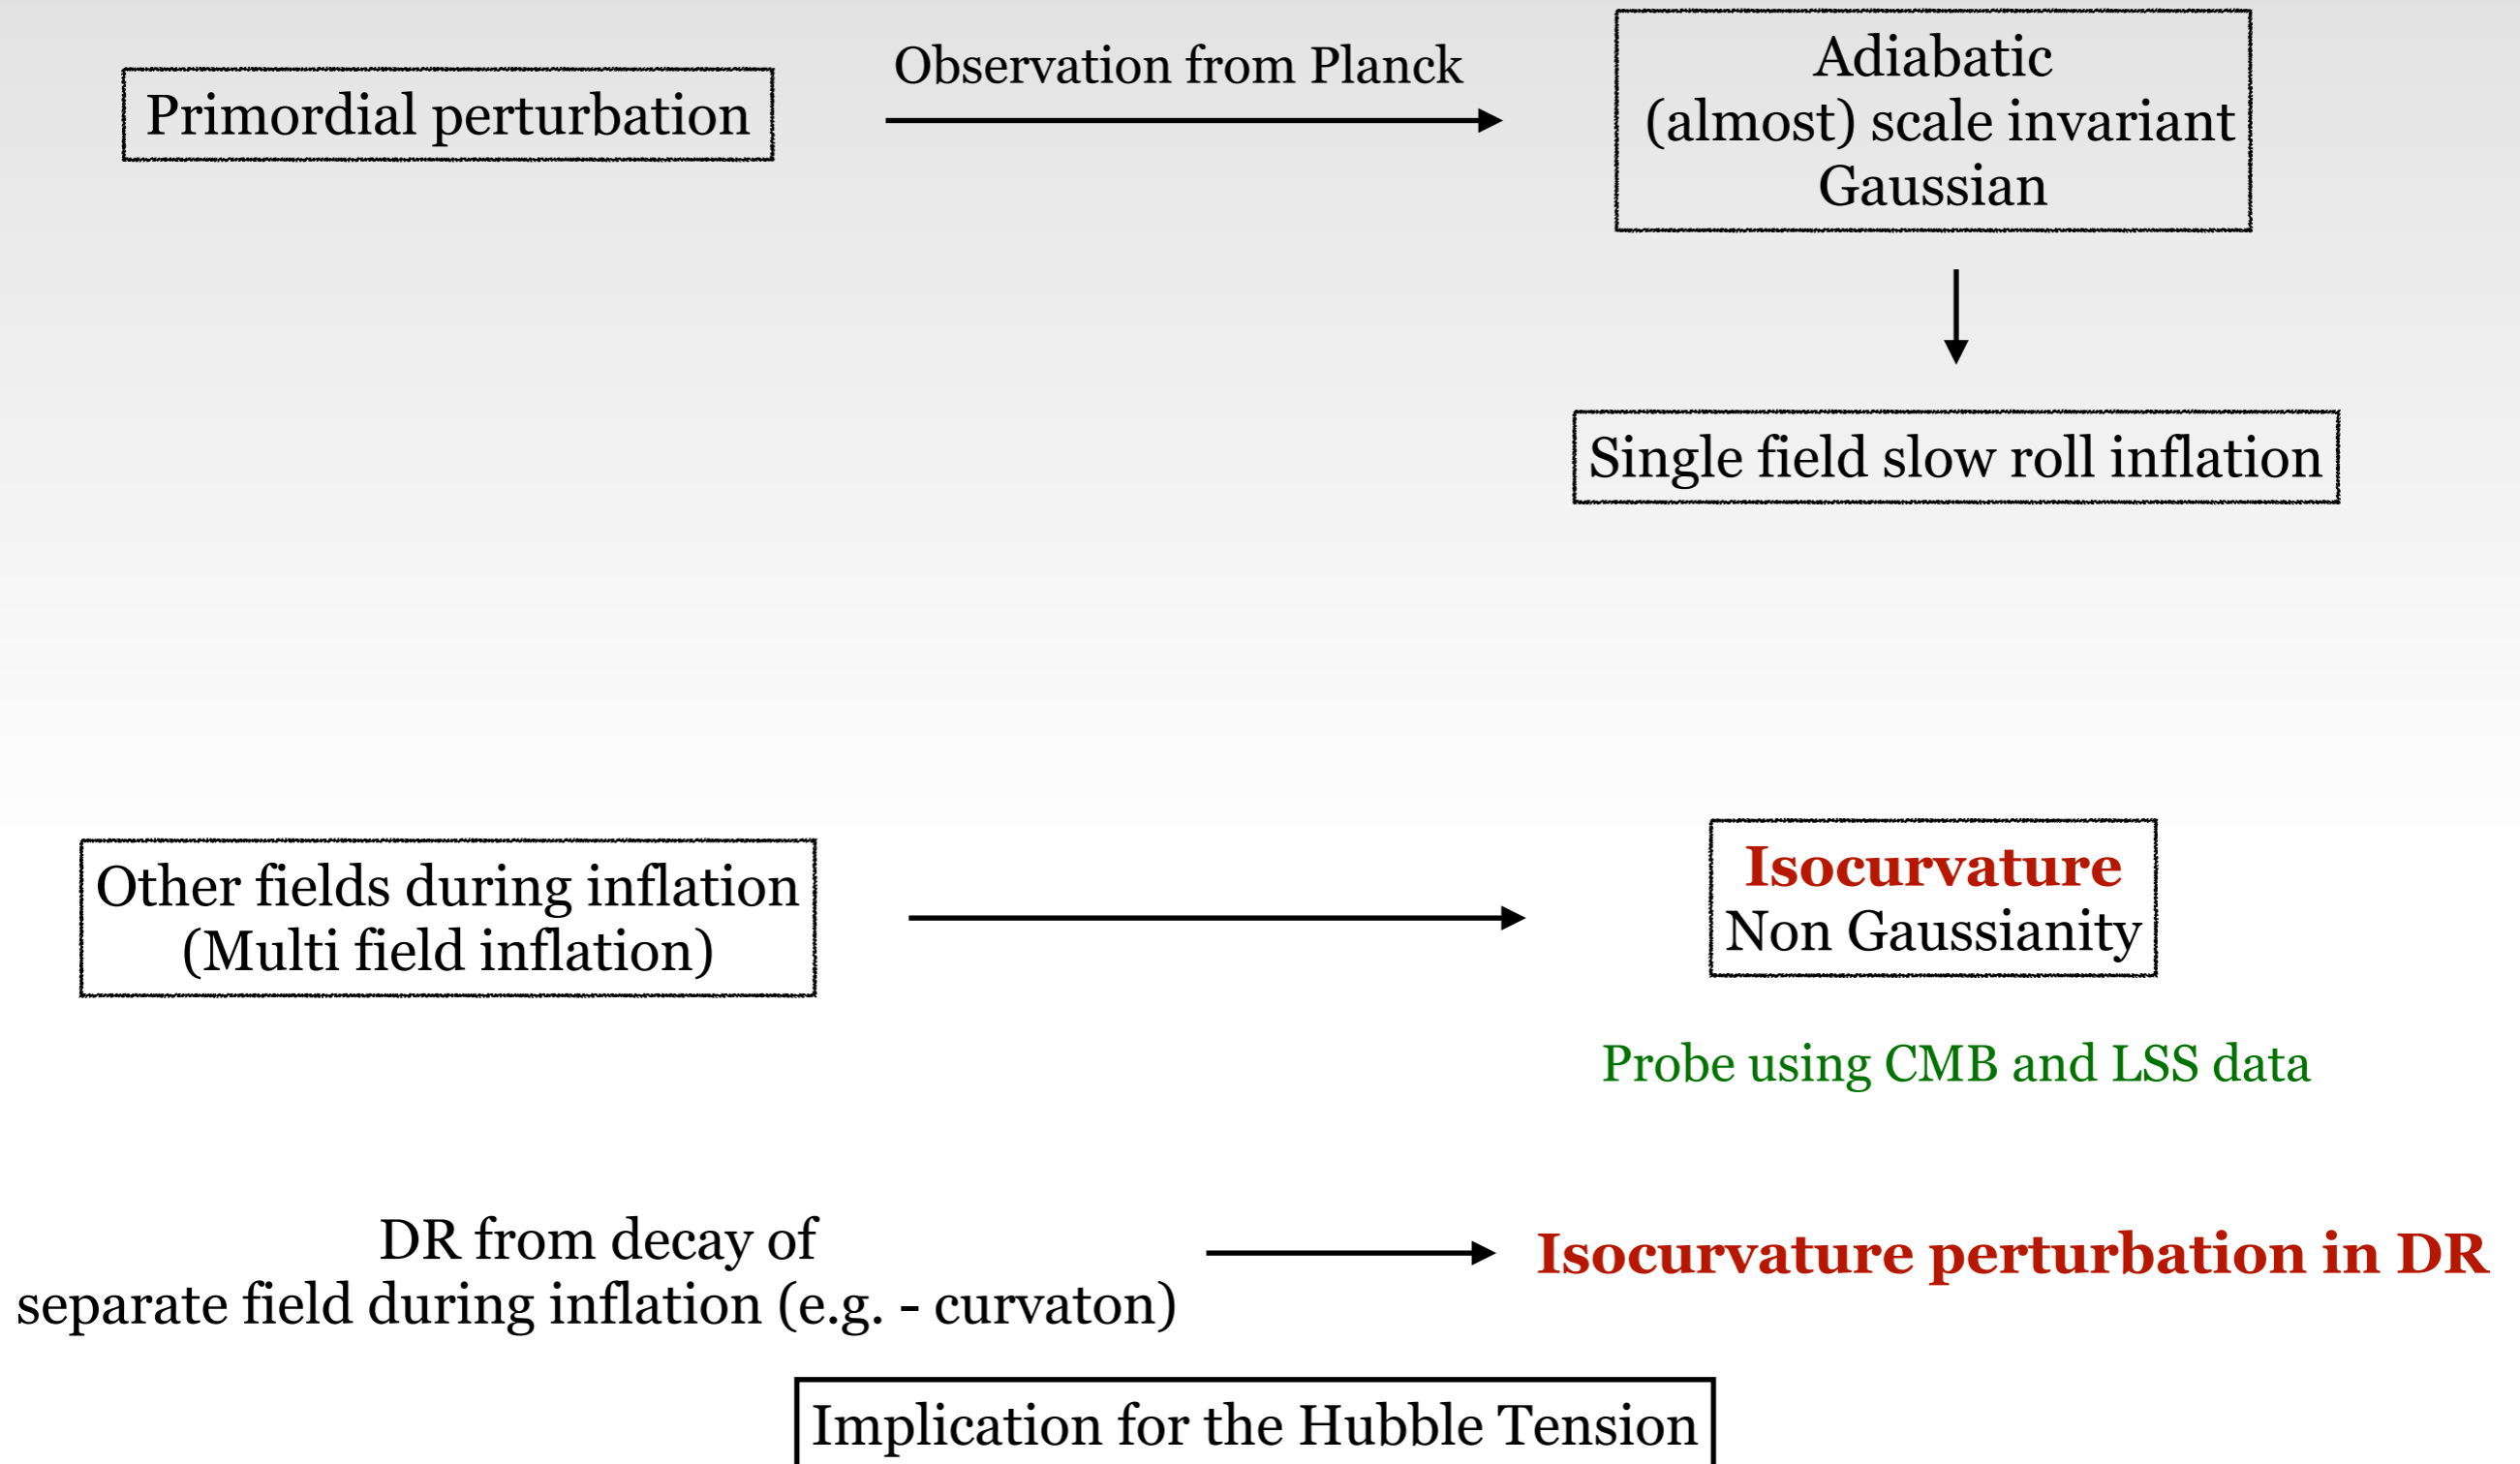 Primordial perturbation
Observation from Planck
Adiabatic
(almost) scale invariant
Gaussian
Single field slow roll inflation
Other fields during inflation
(Multi field inflation)
Isocurvature
Non Gaussianity
Probe using CMB and LSS data
DR from decay of
separate field during inflation (e.g. - curvaton)
Isocurvature perturbation in DR
Implication for the Hubble Tension